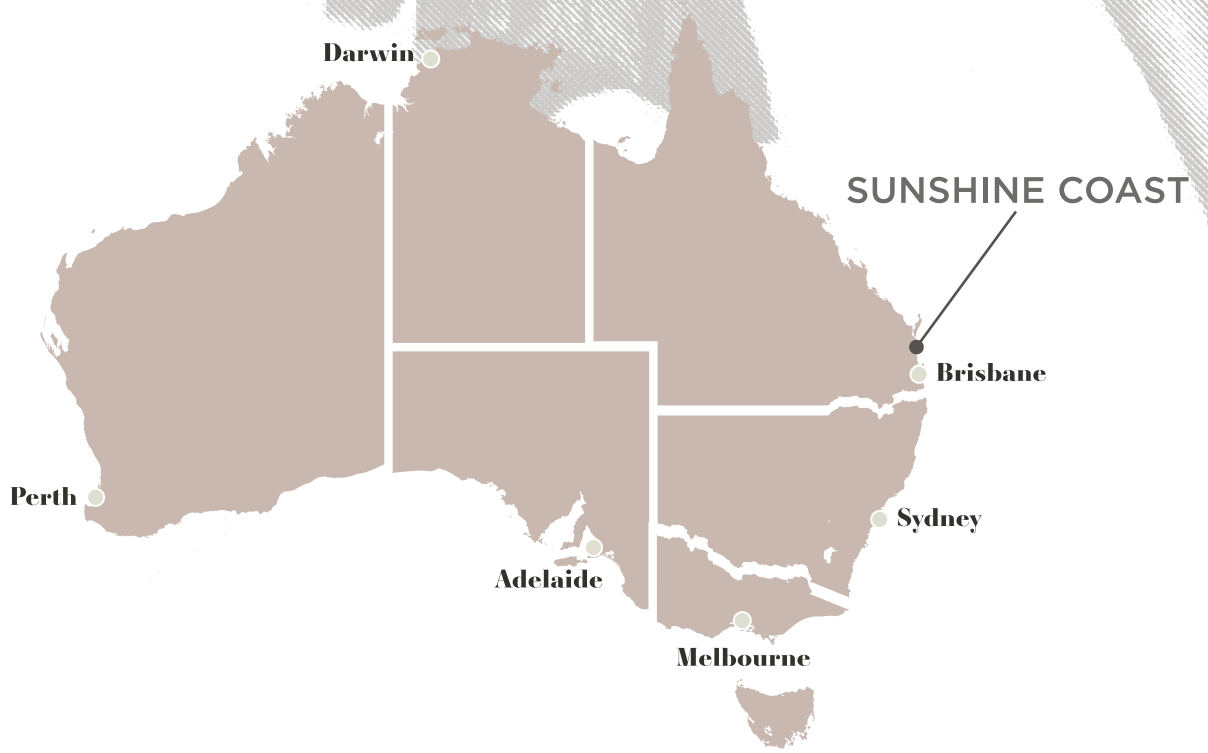 Darwin
SUNSHINE COAST
Brisbane
Perth
Sydney
Adelaide
Melbourne